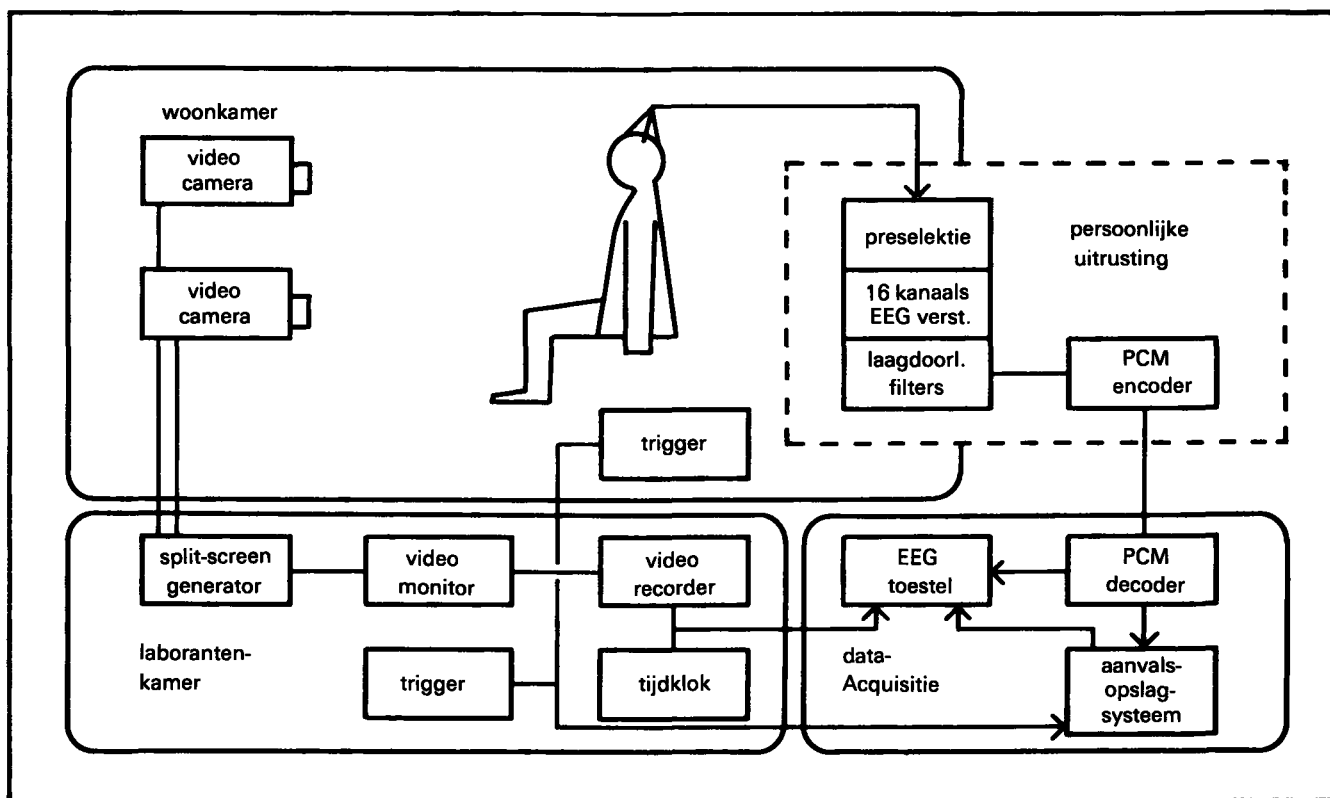 woonkamer
video
camera
video
camera
preselektie
16 kanaals
EEG verst.
laagdoorl.
filters
persoonlijke
uitrusting
PCM
encoder
trigger
split-screen
generator
video
monitor
video
recorder
laboranten-
kamer
trigger
tijdklok
EEG
toestel
PCM
decoder
data-
Acquisitie
aanvals-
opslag-
systeem